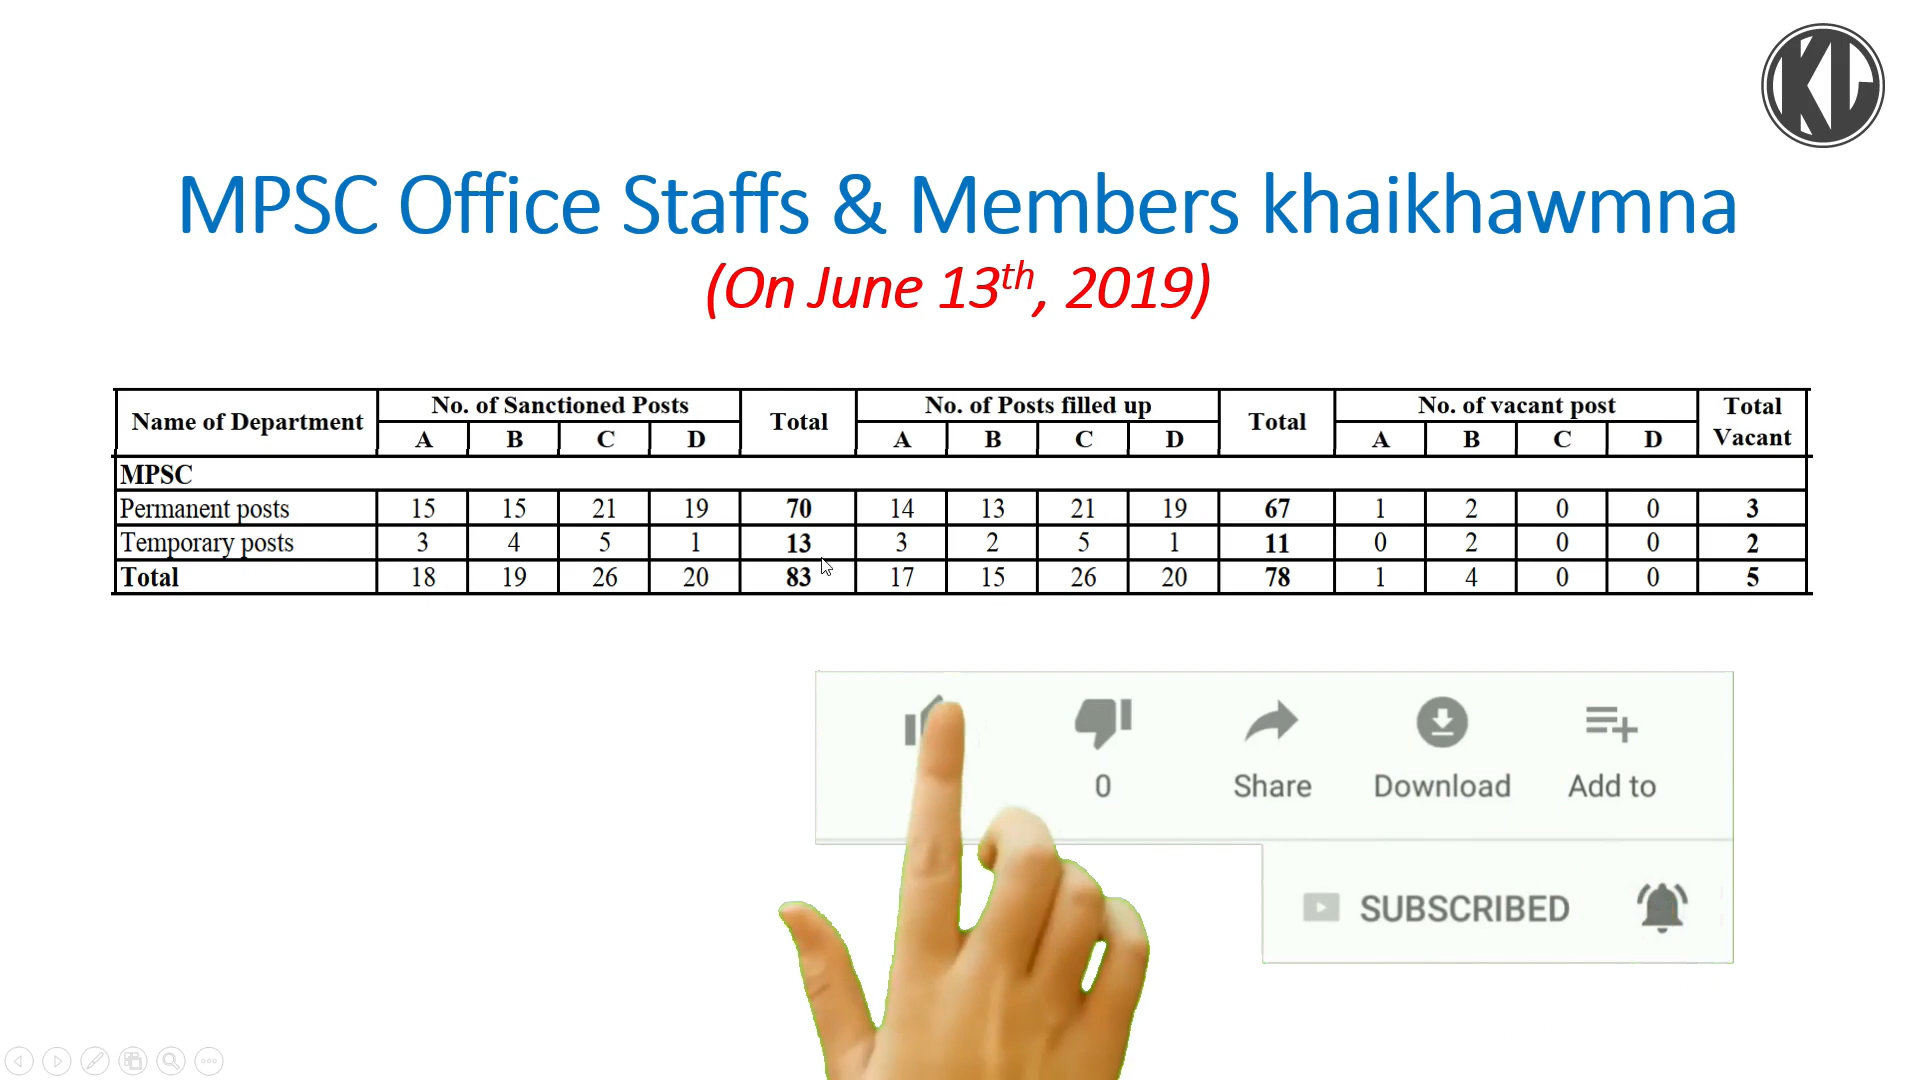 KL
MPSC Office Staffs & Members khaikhawmna
(On June 13th, 2019)
Name of Department No. of Sanctioned Posts Total No. of Posts filled up Total No. of vacant post Total Vacant
A B C D A B C D A B C D
MPSC
Permanent posts 15 15 21 19 70 14 13 21 19 67 1 2 0 0 3
Temporary posts 3 4 5 1 13 3 2 5 1 11 0 2 0 0 2
Total 18 19 26 20 83 17 15 26 20 78 1 4 0 0 5
0 Share Download Add to
SUBSCRIBED